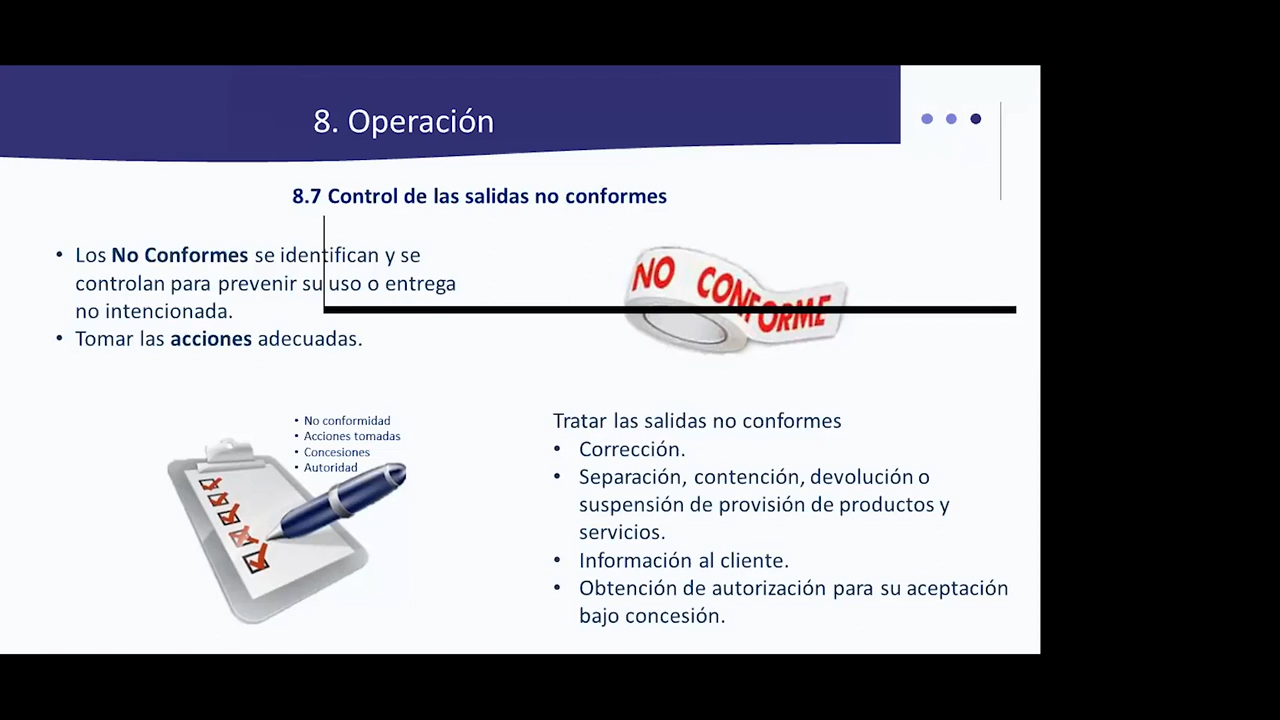 8. Operación
8.7 Control de las salidas no conformes
• Los No Conformes se identifican y se
controlan para prevenir su uso o entrega
no intencionada.
• Tomar las acciones adecuadas.
NO CONFORME
• No conformidad
• Acciones tomadas
• Concesiones
• Autoridad
Tratar las salidas no conformes
• Corrección.
• Separación, contención, devolución o
suspensión de provisión de productos y
servicios.
• Información al cliente.
• Obtención de autorización para su aceptación
bajo concesión.